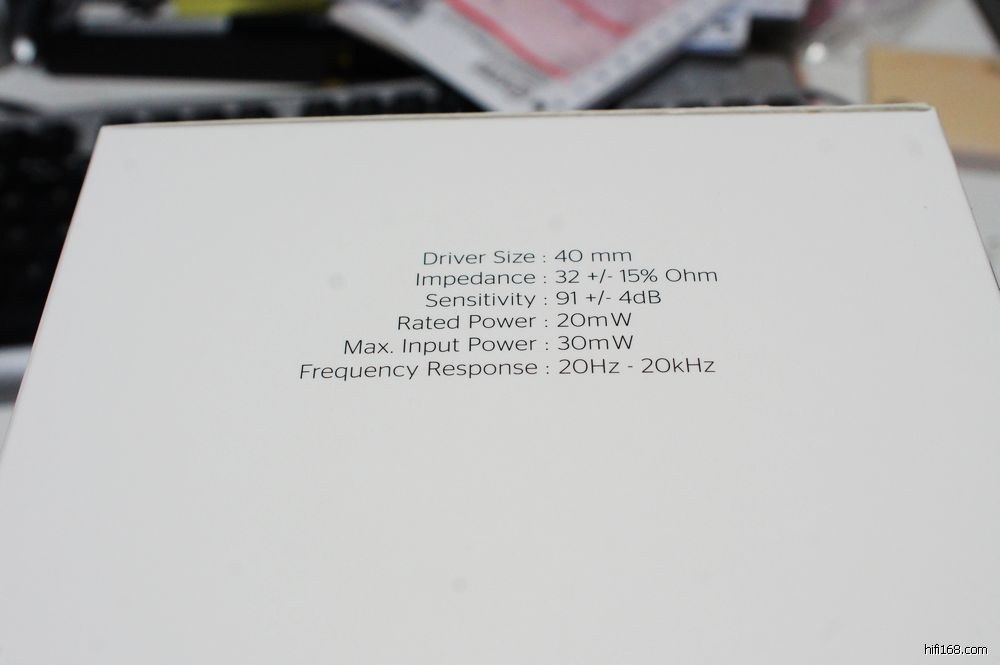 Driver Size : 40 mm
Impedance : 32 +/- 15% Ohm
Sensitivity : 91 +/- 4dB
Rated Power : 20mW
Max. Input Power : 30mW
Frequency Response : 20Hz - 20kHz
hifi168.com